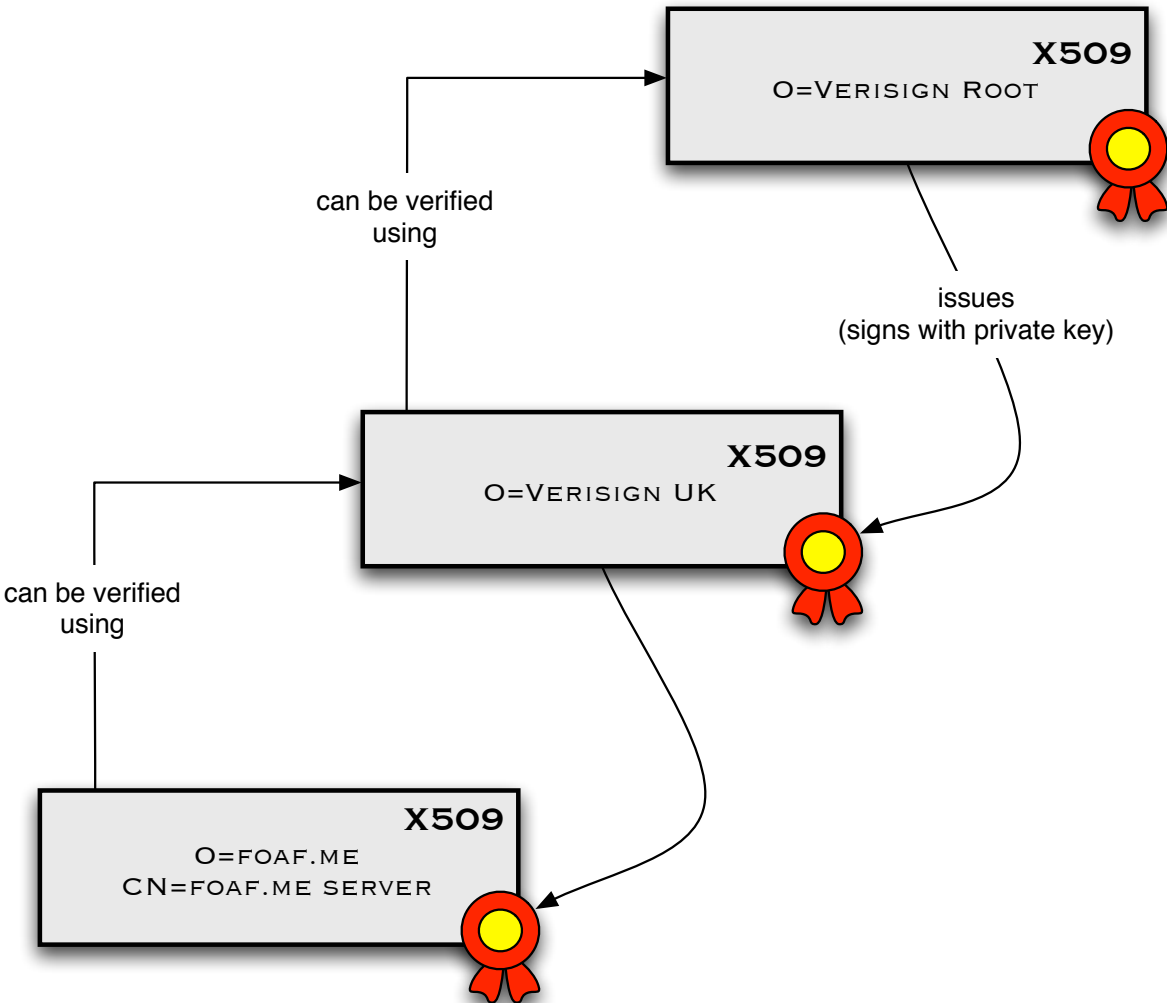 X509
O=Verisign Root
can be verified
using
issues
(signs with private key)
X509
O=Verisign UK
can be verified
using
X509
O=foaf.me
CN=foaf.me server